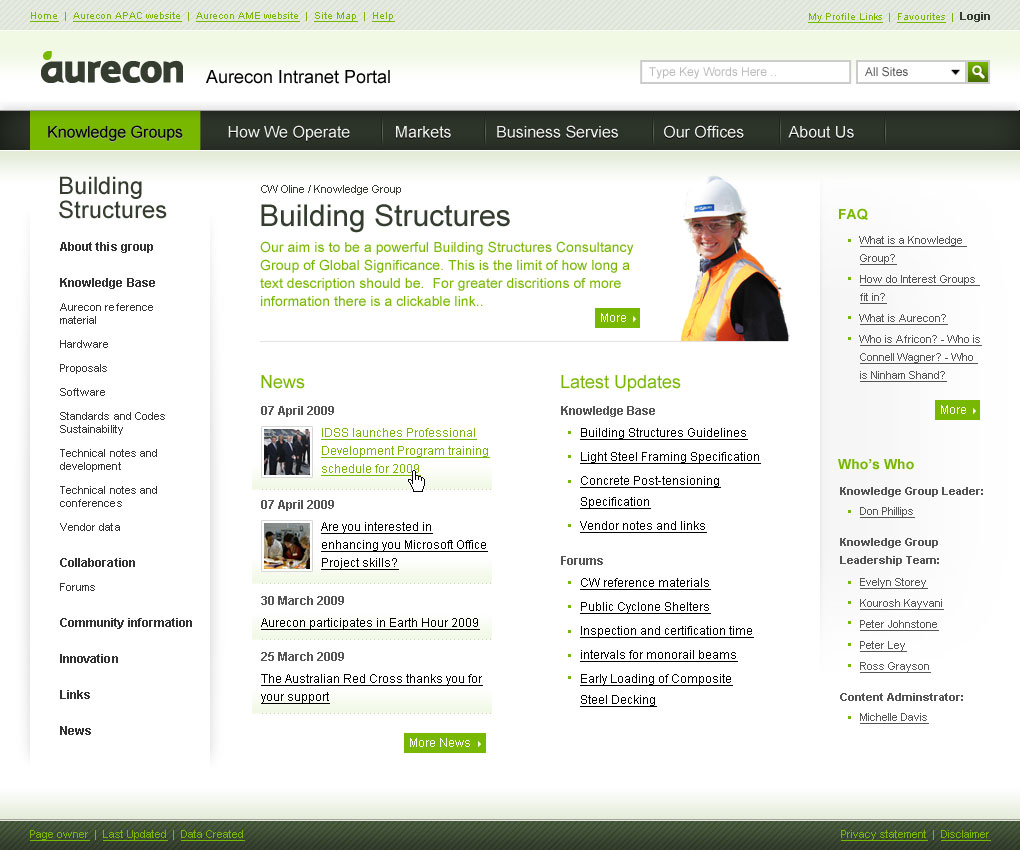 Home | Aurecon APAC website | Aurecon AME website | Site Map | Help
My Profile Links | Favourites | Login
aurecon
Aurecon Intranet Portal
Type Key Words Here ..
All Sites
Knowledge Groups
How We Operate
Markets
Business Servies
Our Offices
About Us
Building
Structures
About this group
Knowledge Base
Aurecon reference
material
Hardware
Proposals
Software
Standards and Codes
Sustainability
Technical notes and
development
Technical notes and
conferences
Vendor data
Collaboration
Forums
Community information
Innovation
Links
News
CW Oline / Knowledge Group
Building Structures
Our aim is to be a powerful Building Structures Consultancy
Group of Global Significance. This is the limit of how long a
text description should be. For greater discritions of more
information there is a clickable link..
More
News
07 April 2009
IDSS launches Professional
Development Program training
schedule for 2009
07 April 2009
Are you interested in
enhancing you Microsoft Office
Project skills?
30 March 2009
Aurecon participates in Earth Hour 2009
25 March 2009
The Australian Red Cross thanks you for
your support
More News
Latest Updates
Knowledge Base
Building Structures Guidelines
Light Steel Framing Specification
Concrete Post-tensioning
Specification
Vendor notes and links
Forums
CW reference materials
Public Cyclone Shelters
Inspection and certification time
intervals for monorail beams
Early Loading of Composite
Steel Decking
FAQ
What is a Knowledge
Group?
How do Interest Groups
fit in?
What is Aurecon?
Who is Africon? - Who is
Connell Wagner? - Who
is Ninham Shand?
More
Who's Who
Knowledge Group Leader:
Don Phillips
Knowledge Group
Leadership Team:
Evelyn Storey
Kourosh Kayvani
Peter Johnstone
Peter Ley
Ross Grayson
Content Adminstrator:
Michelle Davis
Page owner | Last Updated | Data Created
Privacy statement | Disclaimer